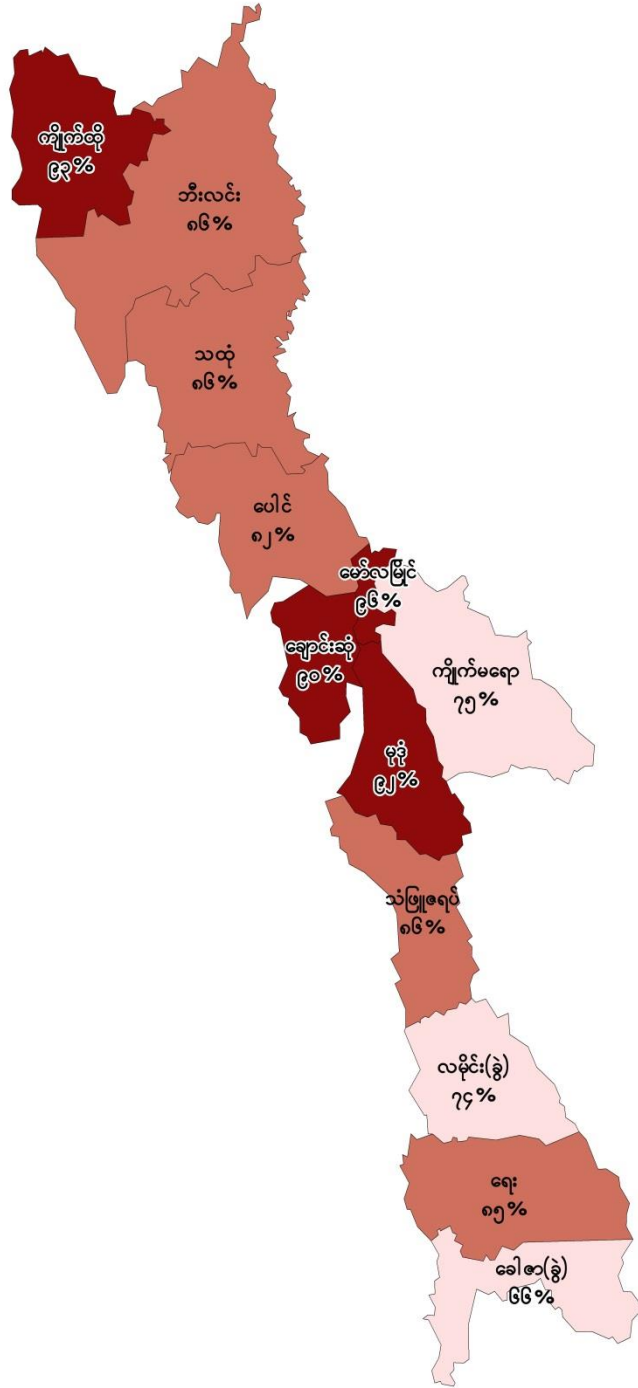 ကျိုက်ထို
၉၃%
ဘီးလင်း
၈၆%
သထုံ
၈၆%
ပေါင်
၈၂%
မော်လမြိုင်
၉၆%
ချောင်းဆုံ
၉၀%
ကျိုက်မရော
၇၅%
မုဒုံ
၉၂%
သံဖြူဇရပ်
၈၆%
လမိုင်း(ခွဲ)
၇၄%
ရေး
၈၅%
ခေါဇာ(ခွဲ)
၆၆%